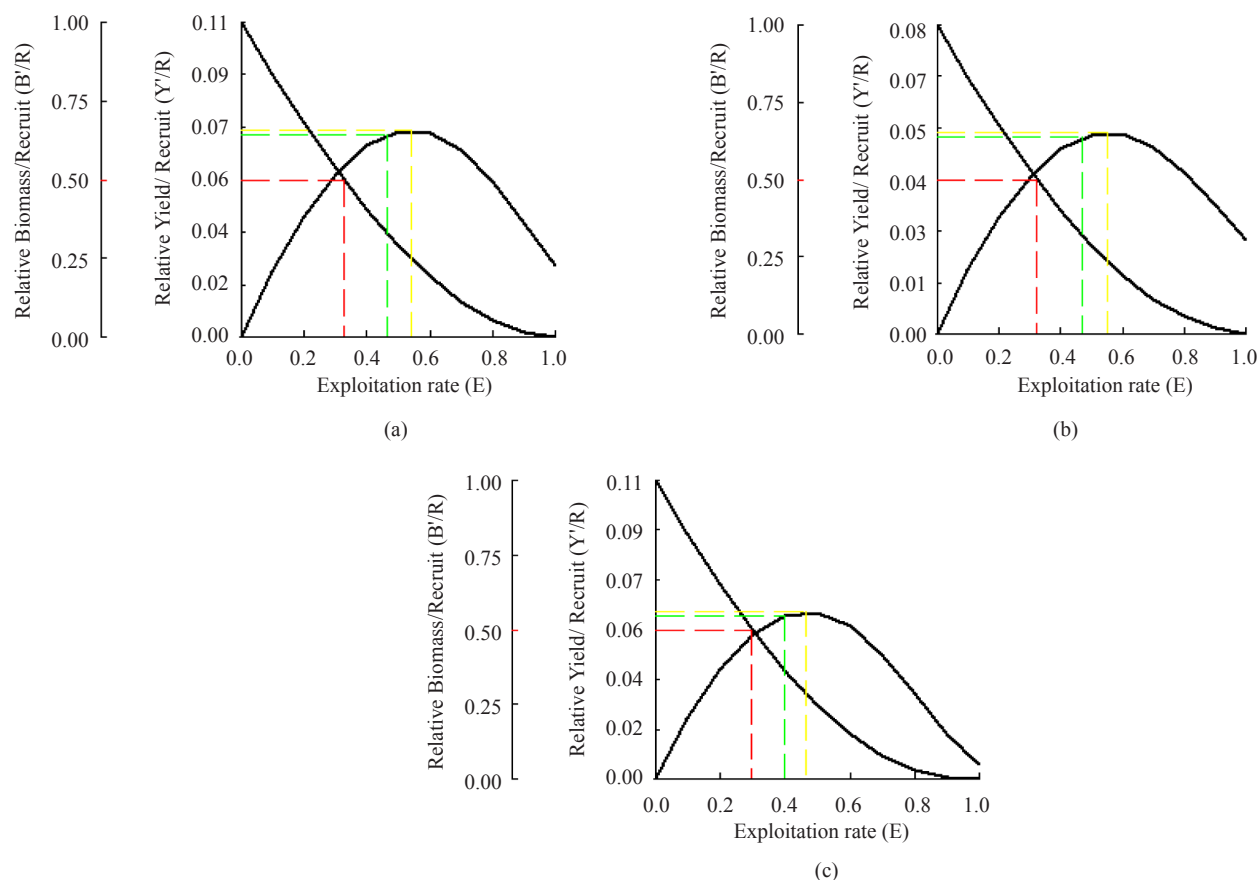 Relative Biomass/Recruit (B'/R)
1.00
0.75
0.50
0.25
0.00
Relative Yield/ Recruit (Y'/R)
0.11
0.09
0.07
0.06
0.04
0.02
0.00
0.0 0.2 0.4 0.6 0.8 1.0
Exploitation rate (E)
(a)
Relative Biomass/Recruit (B'/R)
1.00
0.75
0.50
0.25
0.00
Relative Yield/ Recruit (Y'/R)
0.08
0.07
0.05
0.04
0.03
0.01
0.00
0.0 0.2 0.4 0.6 0.8 1.0
Exploitation rate (E)
(b)
Relative Biomass/Recruit (B'/R)
1.00
0.75
0.50
0.25
0.00
Relative Yield/ Recruit (Y'/R)
0.11
0.09
0.07
0.06
0.04
0.02
0.00
0.0 0.2 0.4 0.6 0.8 1.0
Exploitation rate (E)
(c)